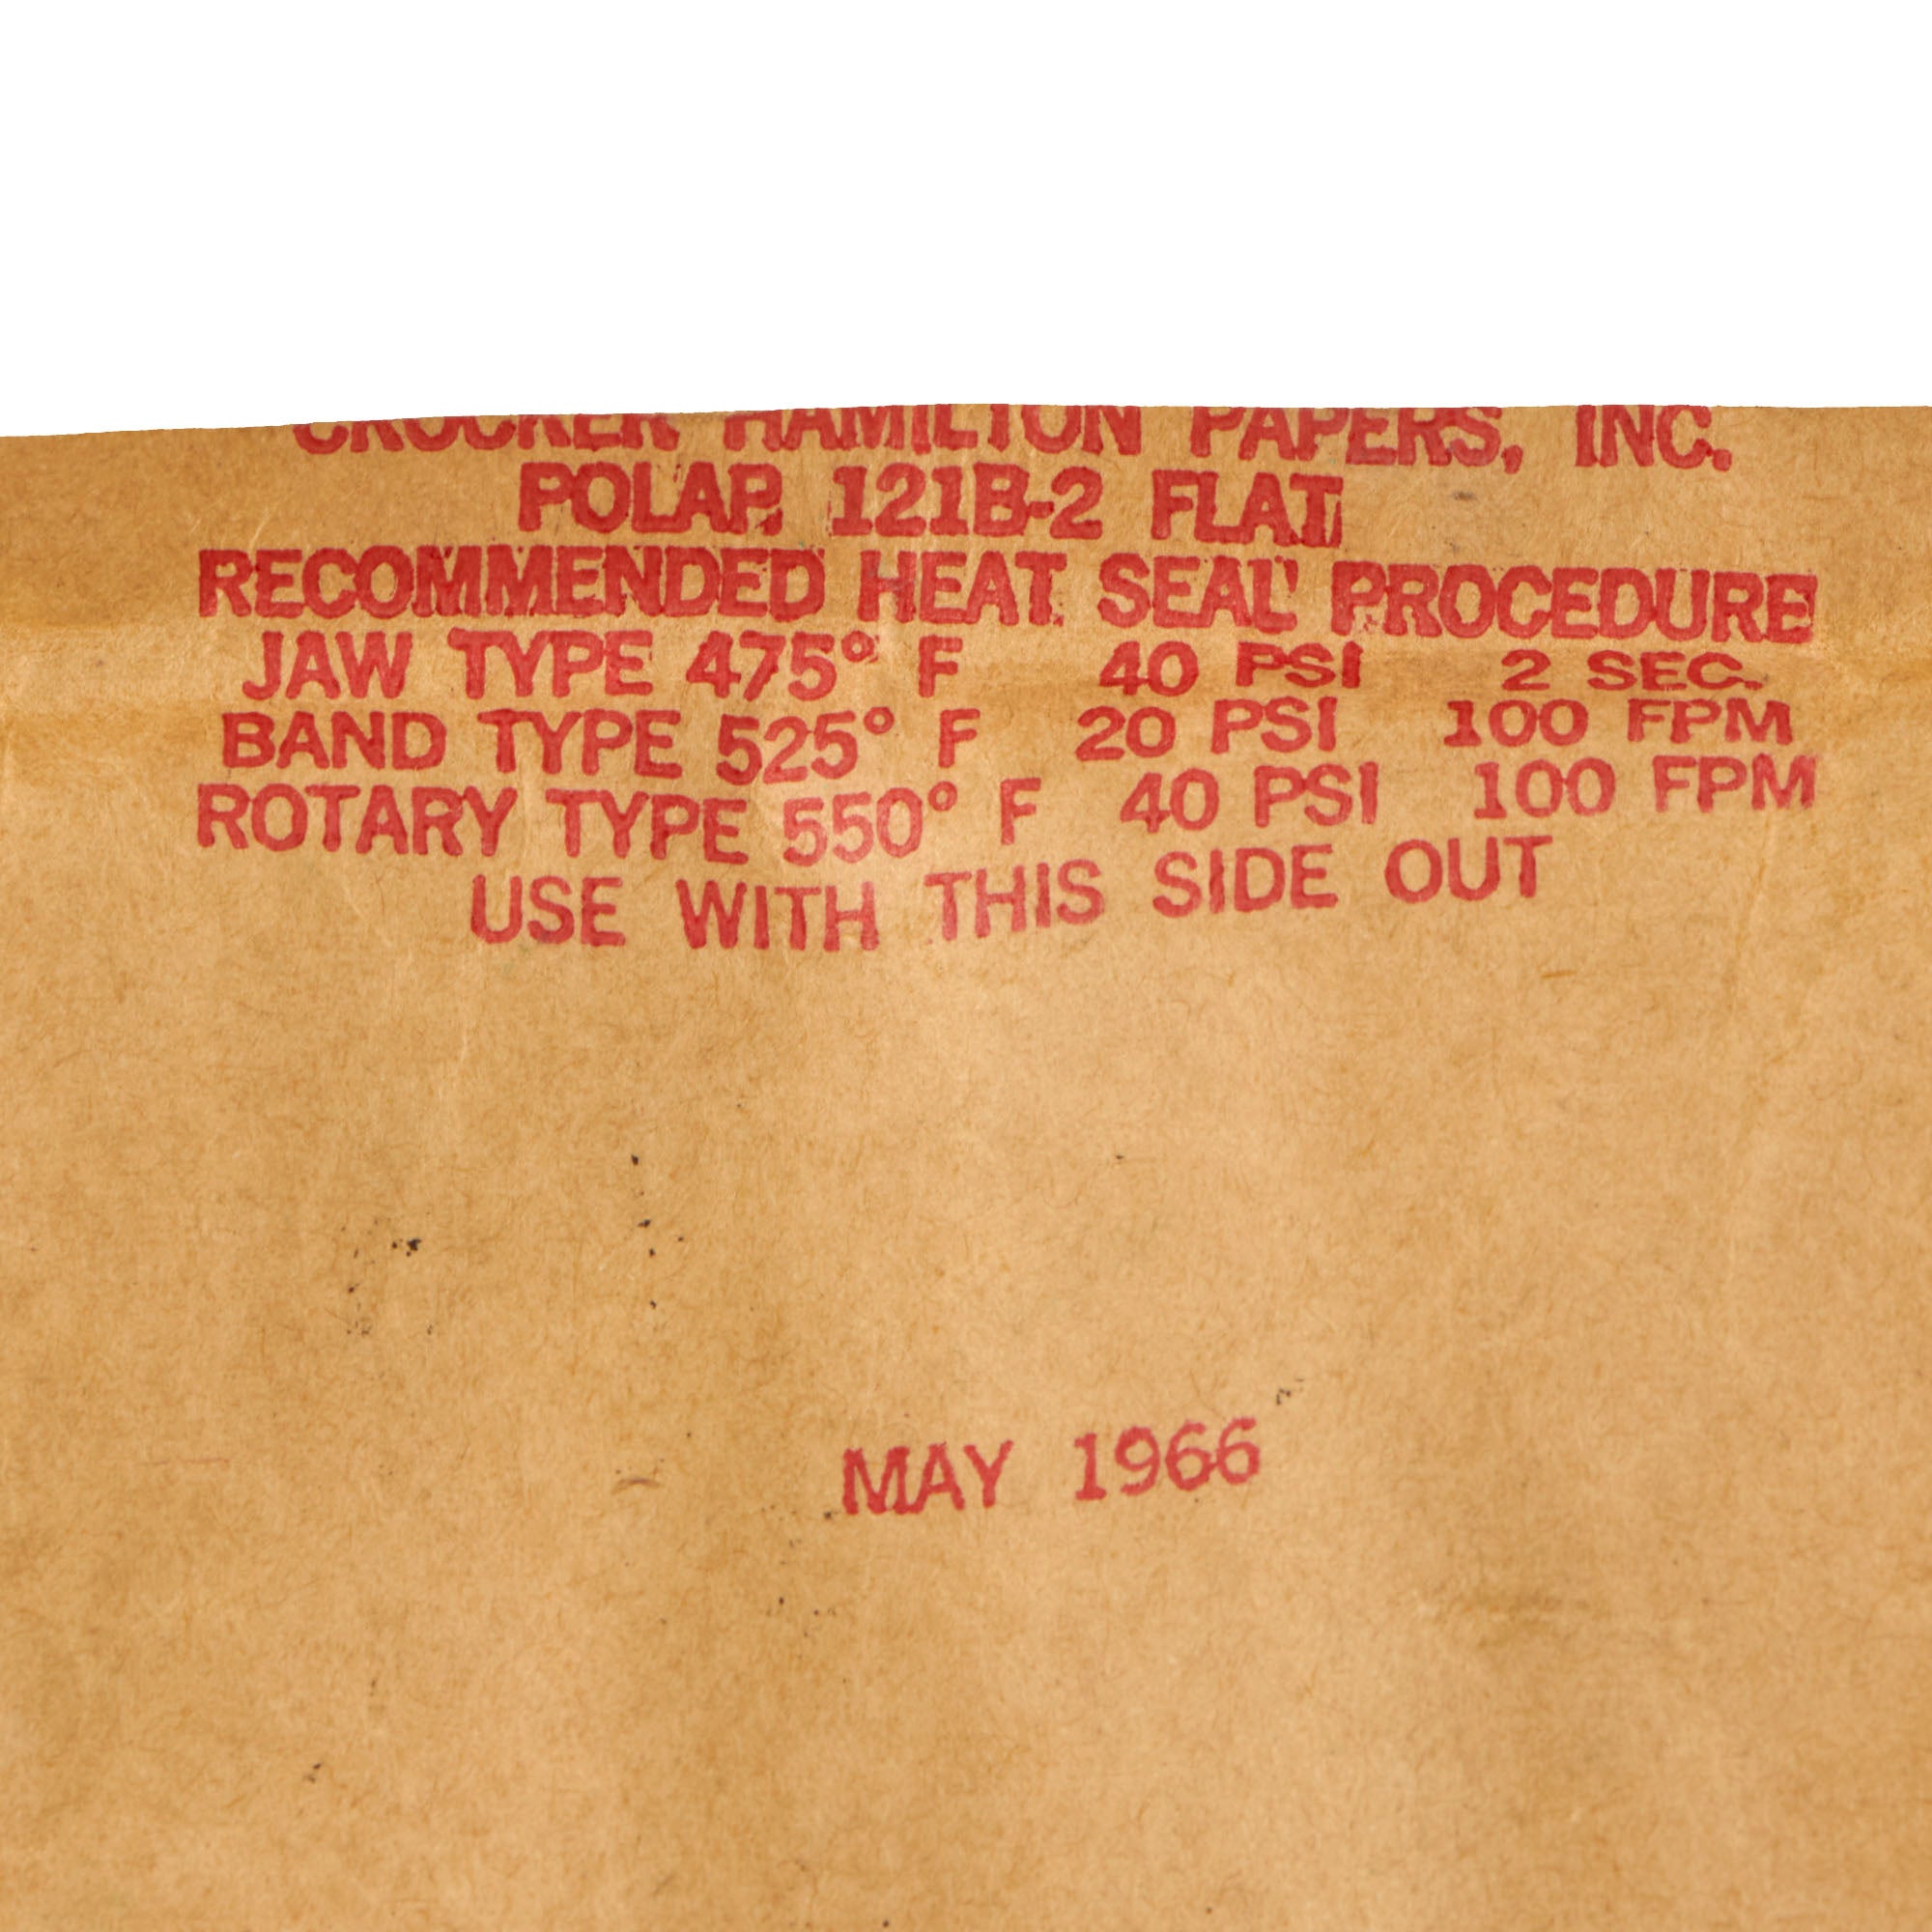 CROCKER HAMILTON PAPERS, INC.
POLAP 121B-2 FLAT
RECOMMENDED HEAT SEAL PROCEDURE
JAW TYPE 475° F 40 PSI 2 SEC.
BAND TYPE 525° F 20 PSI 100 FPM
ROTARY TYPE 550° F 40 PSI 100 FPM
USE WITH THIS SIDE OUT
MAY 1966